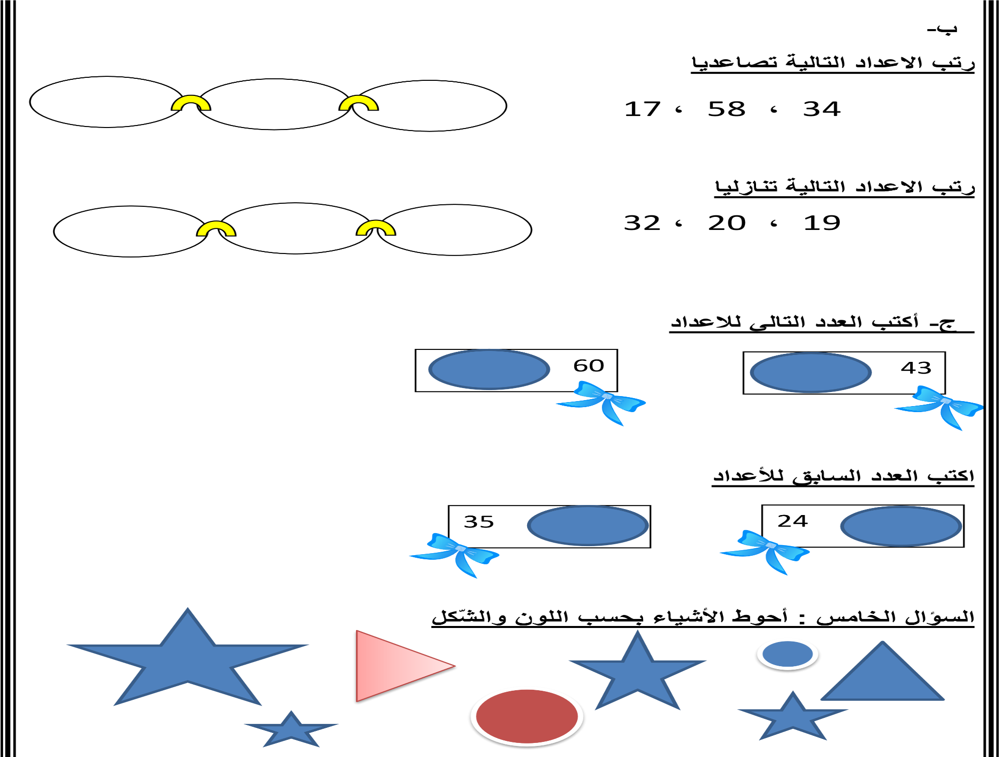 ب-
رتب الاعداد التالية تصاعديا
34 ، 58 ، 17
رتب الاعداد التالية تنازليا
19 ، 20 ، 32
ج- أكتب العدد التالي للاعداد
43 60
اكتب العدد السابق للأعداد
24 35
السؤال الخامس : أحوط الأشياء بحسب اللون والشّكل